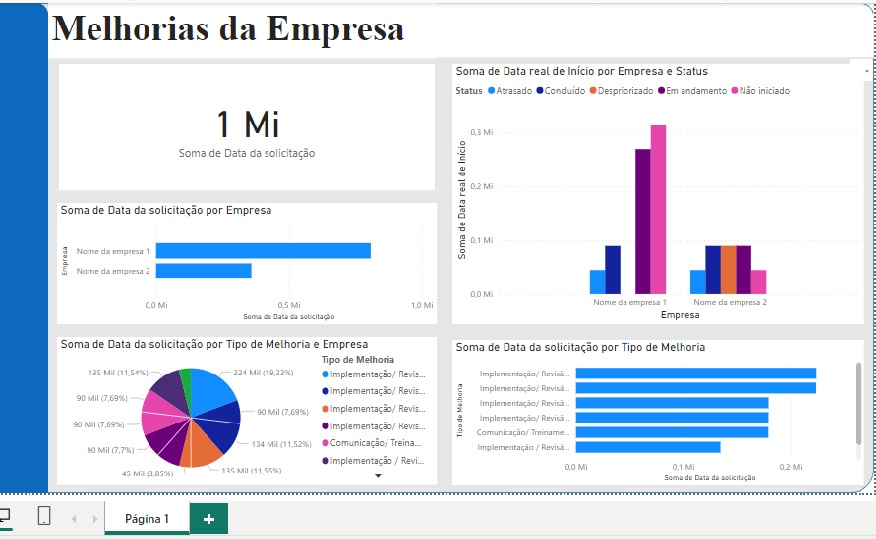 Melhorias da Empresa
1 Mi
Soma de Data da solicitação
Soma de Data da solicitação por Empresa
Empresa
Nome da empresa 1
Nome da empresa 2
0,0 Mi
0,5 Mi
1,0 Mi
Soma de Data da solicitação
Soma de Data da solicitação por Tipo de Melhoria e Empresa
135 Mil (11,54%)
90 Mil (7,69%)
90 Mil (7,69%)
90 Mil (7,7%)
45 Mil (3,85%)
224 Mil (19,23%)
90 Mil (7,69%)
134 Mil (11,52%)
135 Mil (11,55%)
Tipo de Melhoria
Implementação/ Revis...
Implementação/ Revis...
Implementação/ Revis...
Implementação/ Revis...
Comunicação/ Treina...
Implementação / Revi...
Soma de Data real de Início por Empresa e Status
Status Atrasado Concluído Despriorizado Em andamento Não iniciado
Soma de Data real de Início
0,3 Mi
0,2 Mi
0,1 Mi
0,0 Mi
Nome da empresa 1
Nome da empresa 2
Empresa
Soma de Data da solicitação por Tipo de Melhoria
Tipo de Melhoria
Implementação/ Revisã...
Implementação/ Revisã...
Implementação/ Revisã...
Implementação/ Revisã...
Comunicação/ Treiname...
Implementação / Revisã...
0,0 Mi
0,1 Mi
0,2 Mi
Soma de Data da solicitação
Página 1